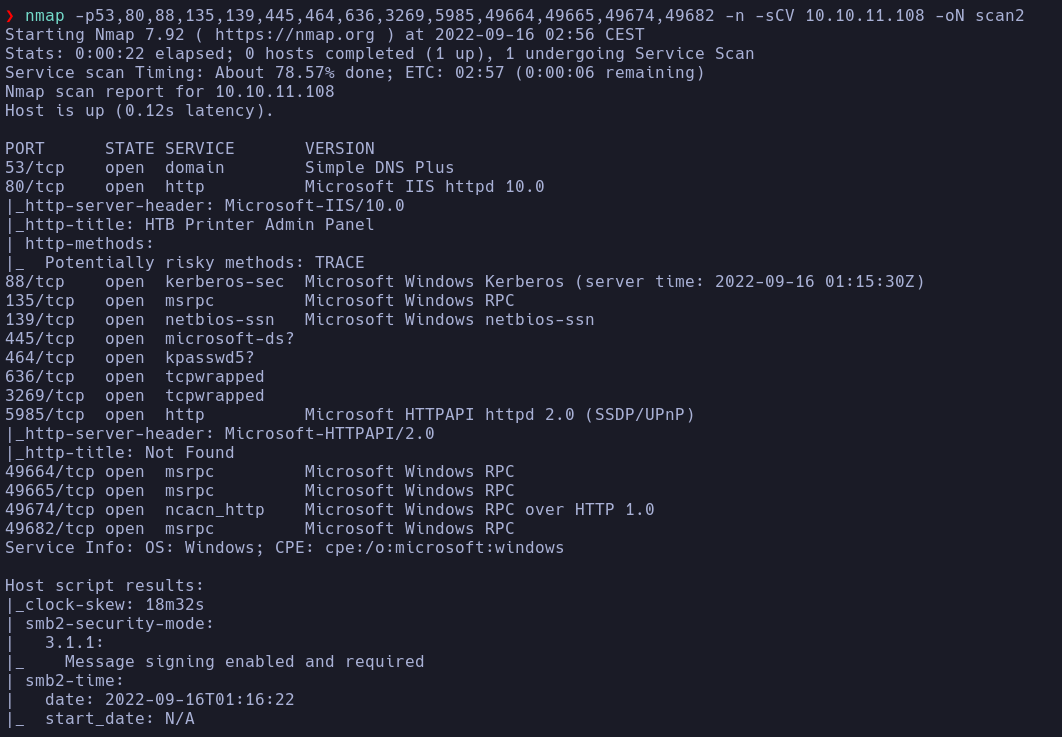 ❯ nmap -p53,80,88,135,139,445,464,636,3269,5985,49664,49665,49674,49682 -n -sCV 10.10.11.108 -oN scan2
Starting Nmap 7.92 ( https://nmap.org ) at 2022-09-16 02:56 CEST
Stats: 0:00:22 elapsed; 0 hosts completed (1 up), 1 undergoing Service Scan
Service scan Timing: About 78.57% done; ETC: 02:57 (0:00:06 remaining)
Nmap scan report for 10.10.11.108
Host is up (0.12s latency).

PORT      STATE SERVICE       VERSION
53/tcp    open  domain        Simple DNS Plus
80/tcp    open  http          Microsoft IIS httpd 10.0
|_http-server-header: Microsoft-IIS/10.0
|_http-title: HTB Printer Admin Panel
| http-methods:
|_  Potentially risky methods: TRACE
88/tcp    open  kerberos-sec  Microsoft Windows Kerberos (server time: 2022-09-16 01:15:30Z)
135/tcp   open  msrpc         Microsoft Windows RPC
139/tcp   open  netbios-ssn   Microsoft Windows netbios-ssn
445/tcp   open  microsoft-ds?
464/tcp   open  kpasswd5?
636/tcp   open  tcpwrapped
3269/tcp  open  tcpwrapped
5985/tcp  open  http          Microsoft HTTPAPI httpd 2.0 (SSDP/UPnP)
|_http-server-header: Microsoft-HTTPAPI/2.0
|_http-title: Not Found
49664/tcp open  msrpc         Microsoft Windows RPC
49665/tcp open  msrpc         Microsoft Windows RPC
49674/tcp open  ncacn_http    Microsoft Windows RPC over HTTP 1.0
49682/tcp open  msrpc         Microsoft Windows RPC
Service Info: OS: Windows; CPE: cpe:/o:microsoft:windows

Host script results:
|_clock-skew: 18m32s
| smb2-security-mode:
|   3.1.1:
|_    Message signing enabled and required
| smb2-time:
|   date: 2022-09-16T01:16:22
|_  start_date: N/A